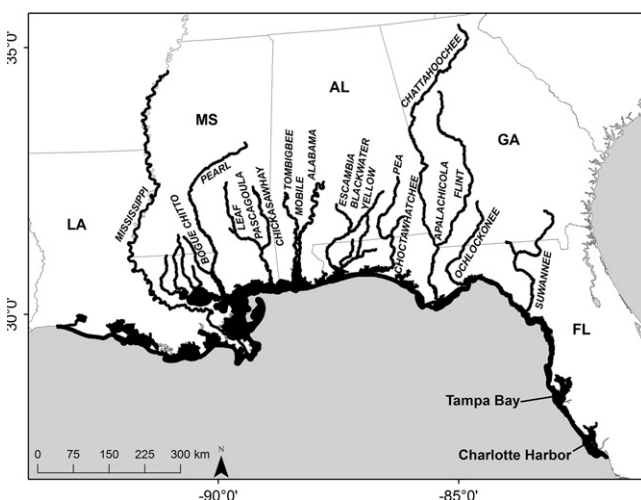 35°0'
30°0'
MS
AL
GA
LA
FL
MISSISSIPPI
BOGUE CHITTO
PEARL
LEAF
PASCAGOULA
CHICKASAWHAY
TOMBIGBEE
MOBILE
ALABAMA
ESCAMBIA
BLACKWATER
YELLOW
PEA
CHOCTAWHATCHEE
CHATTAHOOCHEE
APALACHICOLA
FLINT
OCHLOCKONEE
SUWANNEE
Tampa Bay
Charlotte Harbor
0 75 150 225 300 km
N
-90°0'
-85°0'